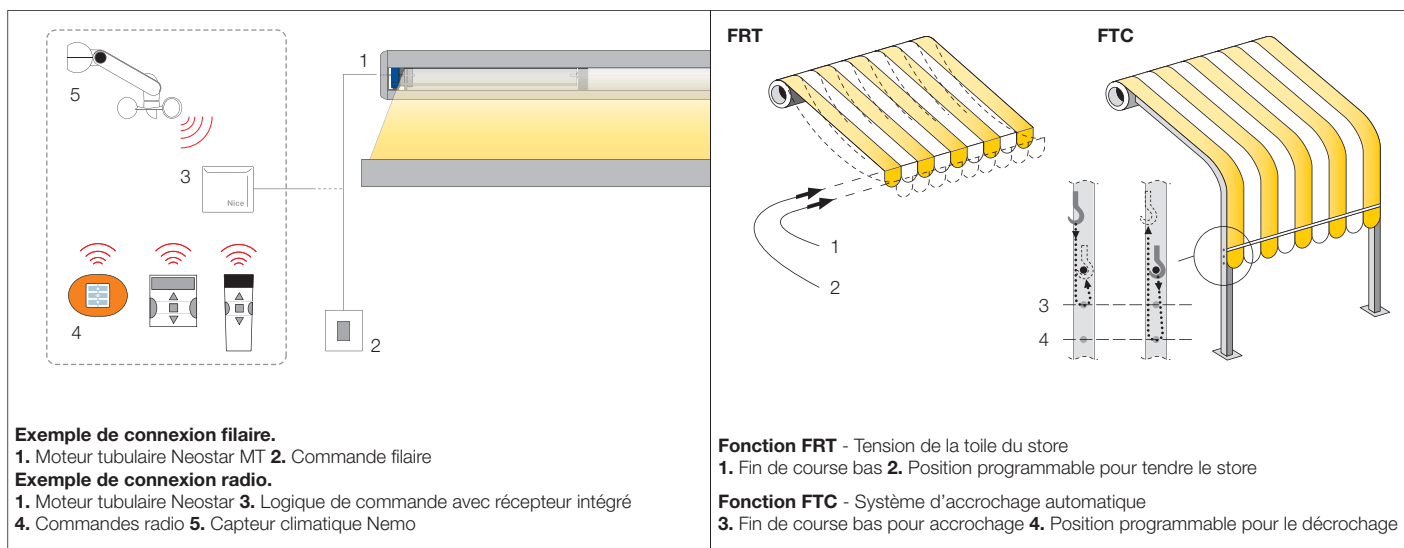 1
5
3
Nice
4
2
Exemple de connexion filaire.
1. Moteur tubulaire Neostar MT 2. Commande filaire
Exemple de connexion radio.
1. Moteur tubulaire Neostar 3. Logique de commande avec récepteur intégré
4. Commandes radio 5. Capteur climatique Nemo
FRT
FTC
1
2
3
4
Fonction FRT - Tension de la toile du store
1. Fin de course bas 2. Position programmable pour tendre le store
Fonction FTC - Système d'accrochage automatique
3. Fin de course bas pour accrochage 4. Position programmable pour le décrochage